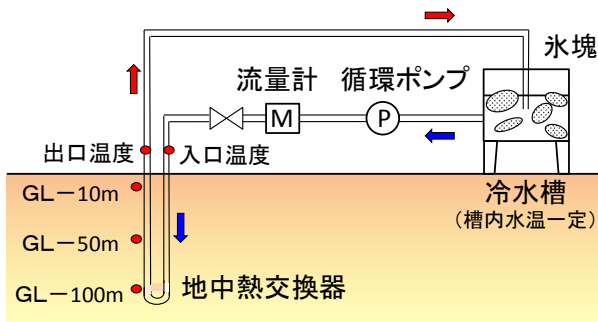 氷塊
流量計
循環ポンプ
M
P
出口温度
入口温度
冷水槽
(槽内水温一定)
GL－10m
GL－50m
GL－100m
地中熱交換器